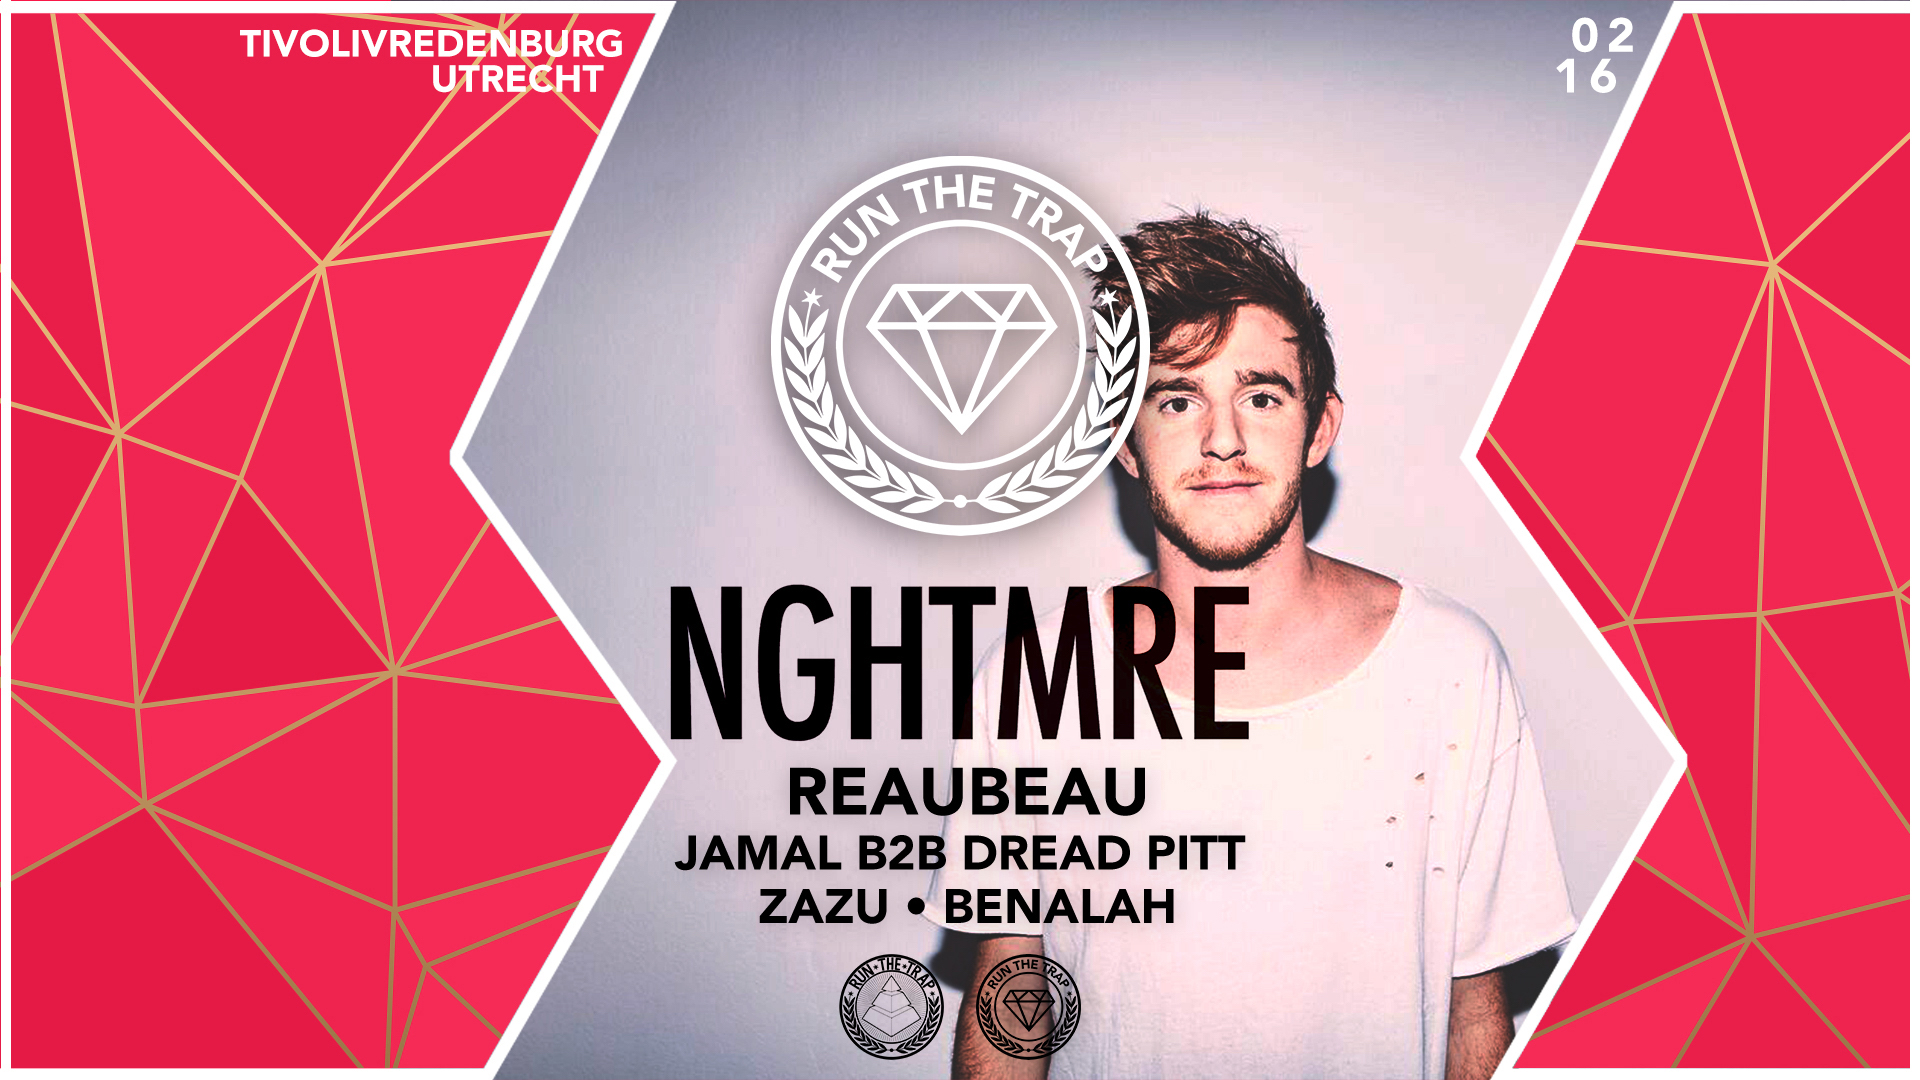 TIVOLIVREDENBURG
UTRECHT
02
16
RUN THE TRAP
NGHTMRE
REAUBEAU
JAMAL B2B DREAD PITT
ZAZU • BENALAH
RUN•THE•TRAP
RUN THE TRAP